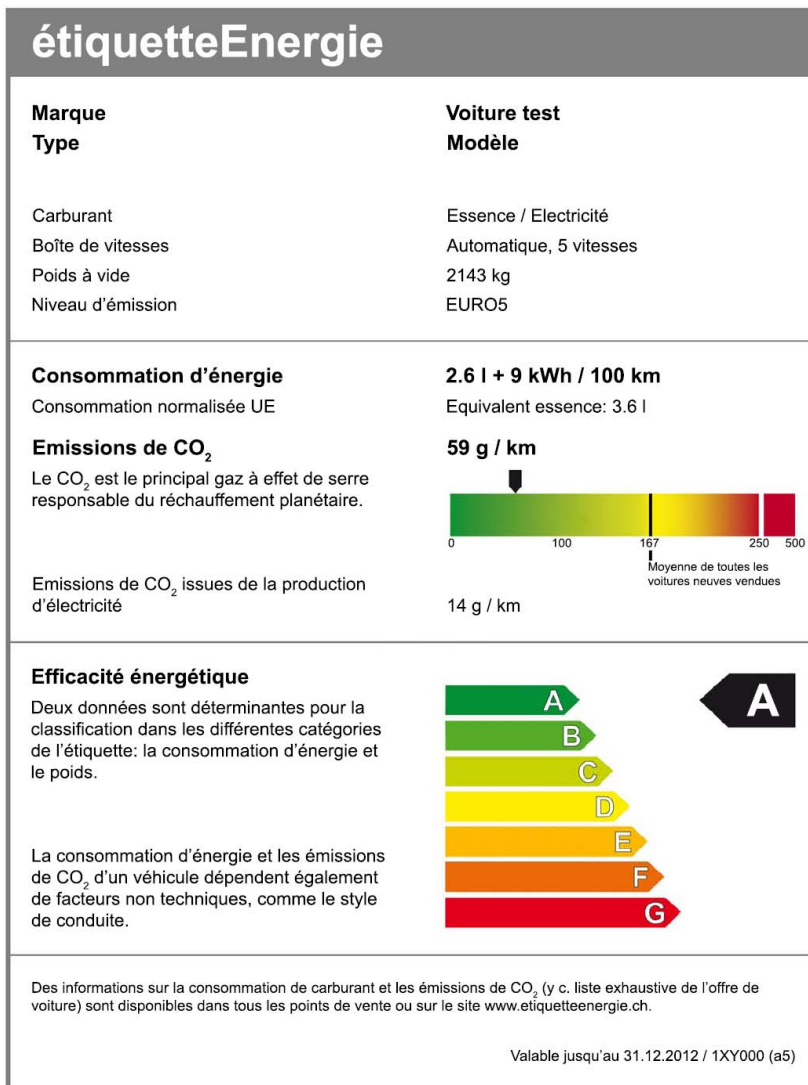 étiquetteEnergie
Marque Voiture test
Type Modèle
Carburant Essence / Electricité
Boîte de vitesses Automatique, 5 vitesses
Poids à vide 2143 kg
Niveau d’émission EURO5
Consommation d’énergie 2.6 l + 9 kWh / 100 km
Consommation normalisée UE Equivalent essence: 3.6 l
Emissions de CO₂ 59 g / km
Le CO₂ est le principal gaz à effet de serre
responsable du réchauffement planétaire.
0 100 167 250 500
Moyenne de toutes les
voitures neuves vendues
Emissions de CO₂ issues de la production
d’électricité 14 g / km
Efficacité énergétique
Deux données sont déterminantes pour la
classification dans les différentes catégories
de l’étiquette: la consommation d’énergie et
le poids.
La consommation d’énergie et les émissions
de CO₂ d’un véhicule dépendent également
de facteurs non techniques, comme le style
de conduite.
A A
B
C
D
E
F
G
Des informations sur la consommation de carburant et les émissions de CO₂ (y c. liste exhaustive de l’offre de
voiture) sont disponibles dans tous les points de vente ou sur le site www.etiquetteenergie.ch.
Valable jusqu’au 31.12.2012 / 1XY000 (a5)